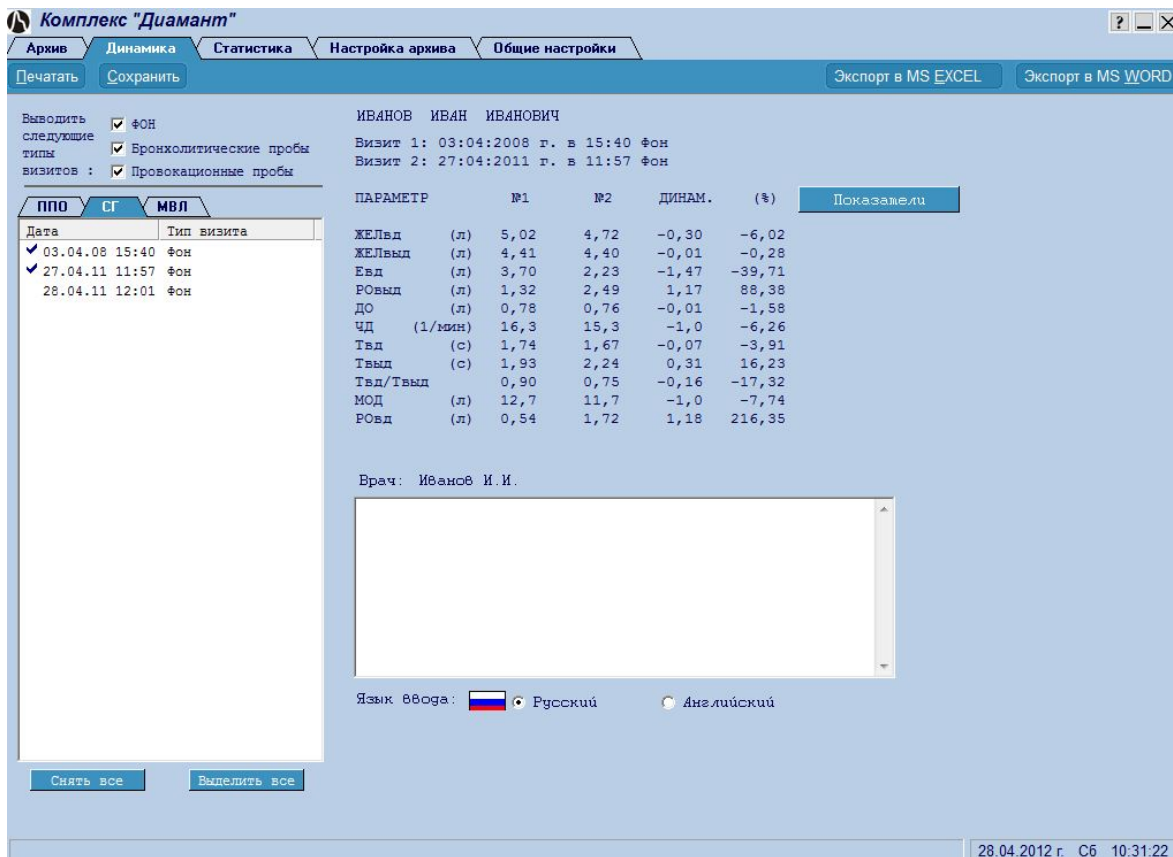 Комплекс "Диамант"
?
Архив Динамика Статистика Настройка архива Общие настройки
Печатать Сохранить Экспорт в MS EXCEL Экспорт в MS WORD
Выводить следующие типы визитов :
ФОН
Бронхолитические пробы
Провокационные пробы
ППО СГ МВЛ
Дата Тип визита
03.04.08 15:40 Фон
27.04.11 11:57 Фон
28.04.11 12:01 Фон
Снять все Выделить все
ИВАНОВ ИВАН ИВАНОВИЧ
Визит 1: 03:04:2008 г. в 15:40 Фон
Визит 2: 27:04:2011 г. в 11:57 Фон
ПАРАМЕТР №1 №2 ДИНАМ. (%) Показатели
ЖЕЛвд (л) 5,02 4,72 -0,30 -6,02
ЖЕЛвыд (л) 4,41 4,40 -0,01 -0,28
Евд (л) 3,70 2,23 -1,47 -39,71
РОвыд (л) 1,32 2,49 1,17 88,38
ДО (л) 0,78 0,76 -0,01 -1,58
ЧД (1/мин) 16,3 15,3 -1,0 -6,26
Твд (с) 1,74 1,67 -0,07 -3,91
Твыд (с) 1,93 2,24 0,31 16,23
Твд/Твыд 0,90 0,75 -0,16 -17,32
МОД (л) 12,7 11,7 -1,0 -7,74
РОвд (л) 0,54 1,72 1,18 216,35
Врач: Иванов И.И.
Язык ввода: Русский Английский
28.04.2012 г. Сб 10:31:22